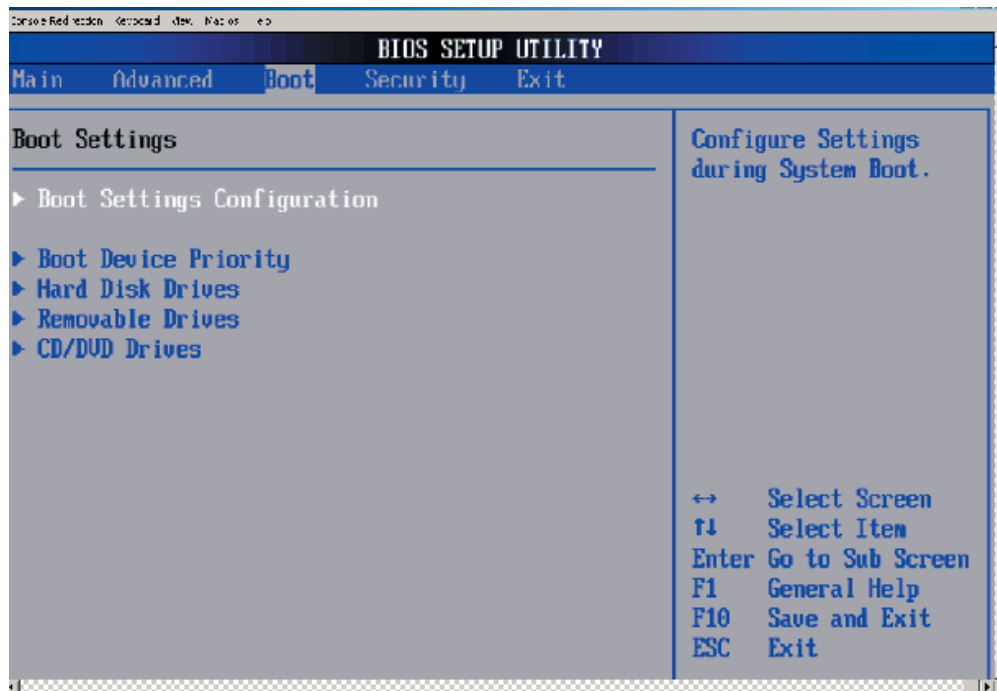 BIOS SETUP UTILITY
Main Advanced Boot Security Exit
Boot Settings
▶ Boot Settings Configuration
▶ Boot Device Priority
▶ Hard Disk Drives
▶ Removable Drives
▶ CD/DVD Drives
Configure Settings
during System Boot.
↔ Select Screen
↑↓ Select Item
Enter Go to Sub Screen
F1 General Help
F10 Save and Exit
ESC Exit